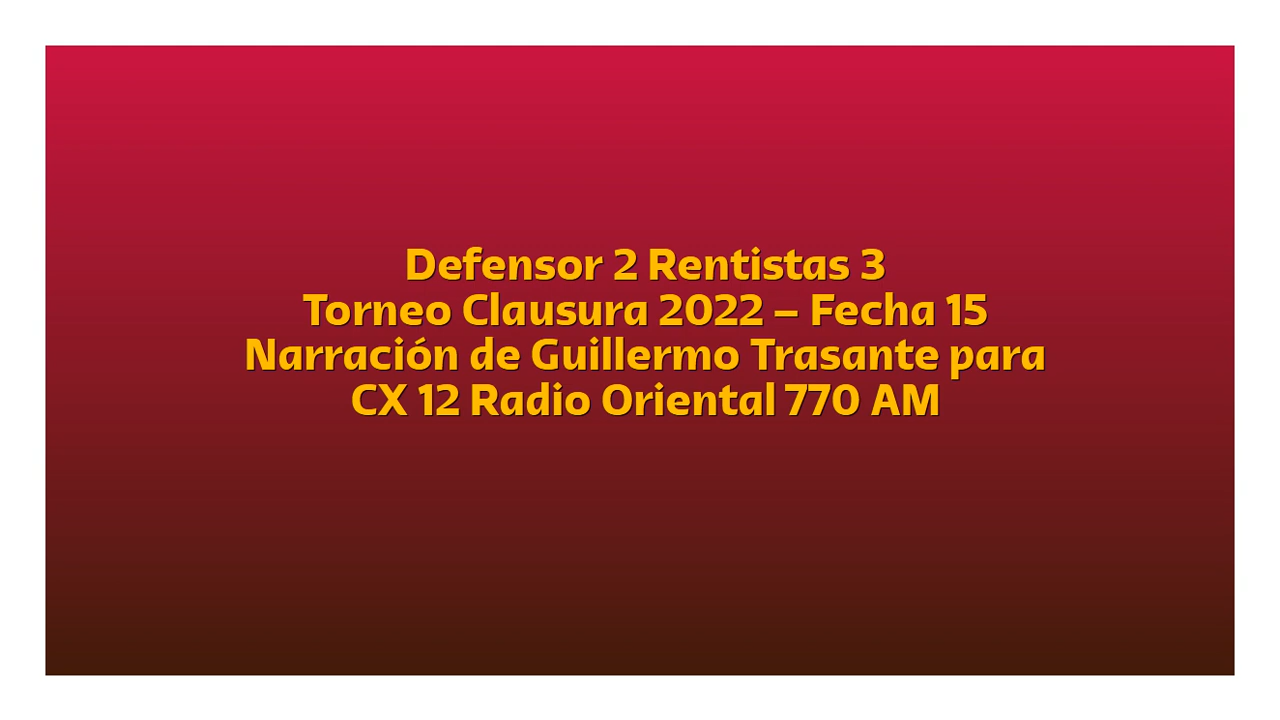 Defensor 2 Rentistas 3
Torneo Clausura 2022 – Fecha 15
Narración de Guillermo Trasante para
CX 12 Radio Oriental 770 AM